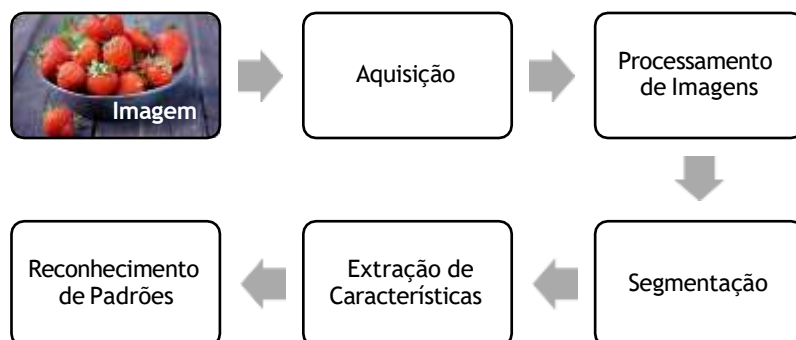 Imagem
Aquisição
Processamento
de Imagens
Segmentação
Extração de
Características
Reconhecimento
de Padrões